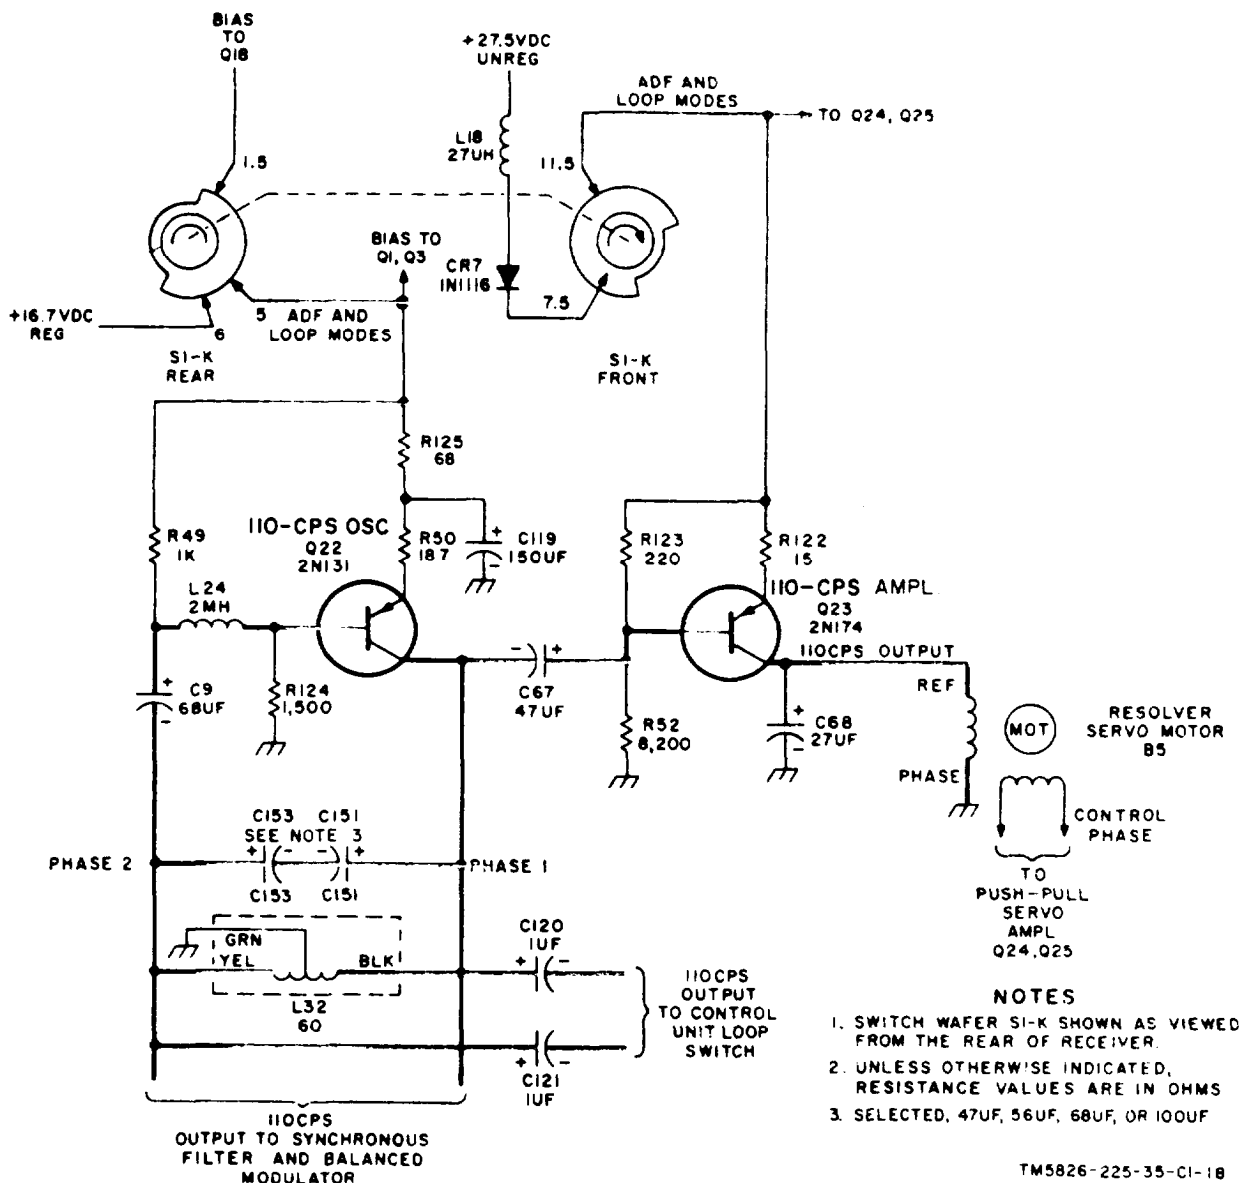 BIAS
TO
Q18
+27.5VDC
UNREG
ADF AND
LOOP MODES
TO Q24, Q25
L18
27UH
1.5
11.5
BIAS TO
Q1, Q3
CR7
1N1116
7.5
+16.7VDC
REG
6
5
ADF AND
LOOP MODES
S1-K
REAR
S1-K
FRONT
R125
68
110-CPS OSC
Q22
2N131
R49
1K
R50
187
C119
150UF
R123
220
R122
15
L24
2MH
110-CPS AMPL
Q23
2N174
110CPS OUTPUT
REF
PHASE
C9
68UF
R124
1,500
C67
47UF
R52
8,200
C68
27UF
MOT
RESOLVER
SERVO MOTOR
B5
CONTROL
PHASE
TO
PUSH-PULL
SERVO
AMPL
Q24,Q25
C153 C151
SEE NOTE 3
PHASE 2
PHASE 1
C153 C151
GRN
YEL
BLK
L32
60
C120
1UF
C121
1UF
110CPS
OUTPUT
TO CONTROL
UNIT LOOP
SWITCH
110CPS
OUTPUT TO SYNCHRONOUS
FILTER AND BALANCED
MODULATOR
NOTES
1. SWITCH WAFER S1-K SHOWN AS VIEWED
FROM THE REAR OF RECEIVER.
2. UNLESS OTHERWISE INDICATED,
RESISTANCE VALUES ARE IN OHMS
3. SELECTED, 47UF, 56UF, 68UF, OR 100UF
TM5826-225-35-C1-18